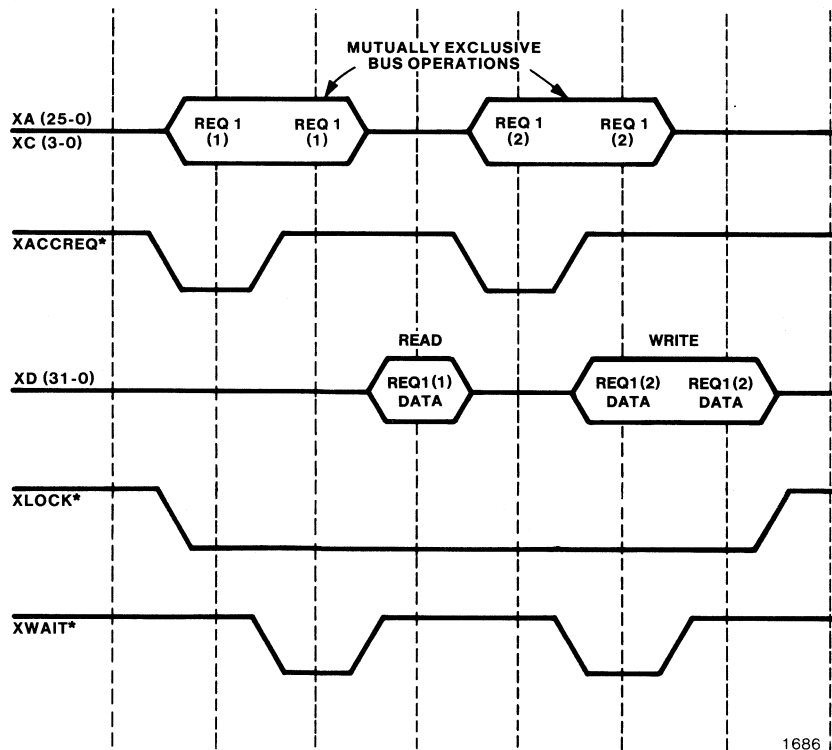 MUTUALLY EXCLUSIVE
BUS OPERATIONS
XA (25-0)
XC (3-0)
REQ 1 REQ 1 REQ 1 REQ 1
(1) (1) (2) (2)
XACCREQ*
READ WRITE
XD (31-0)
REQ1(1) REQ1(2) REQ1(2)
DATA DATA DATA
XLOCK*
XWAIT*
1686